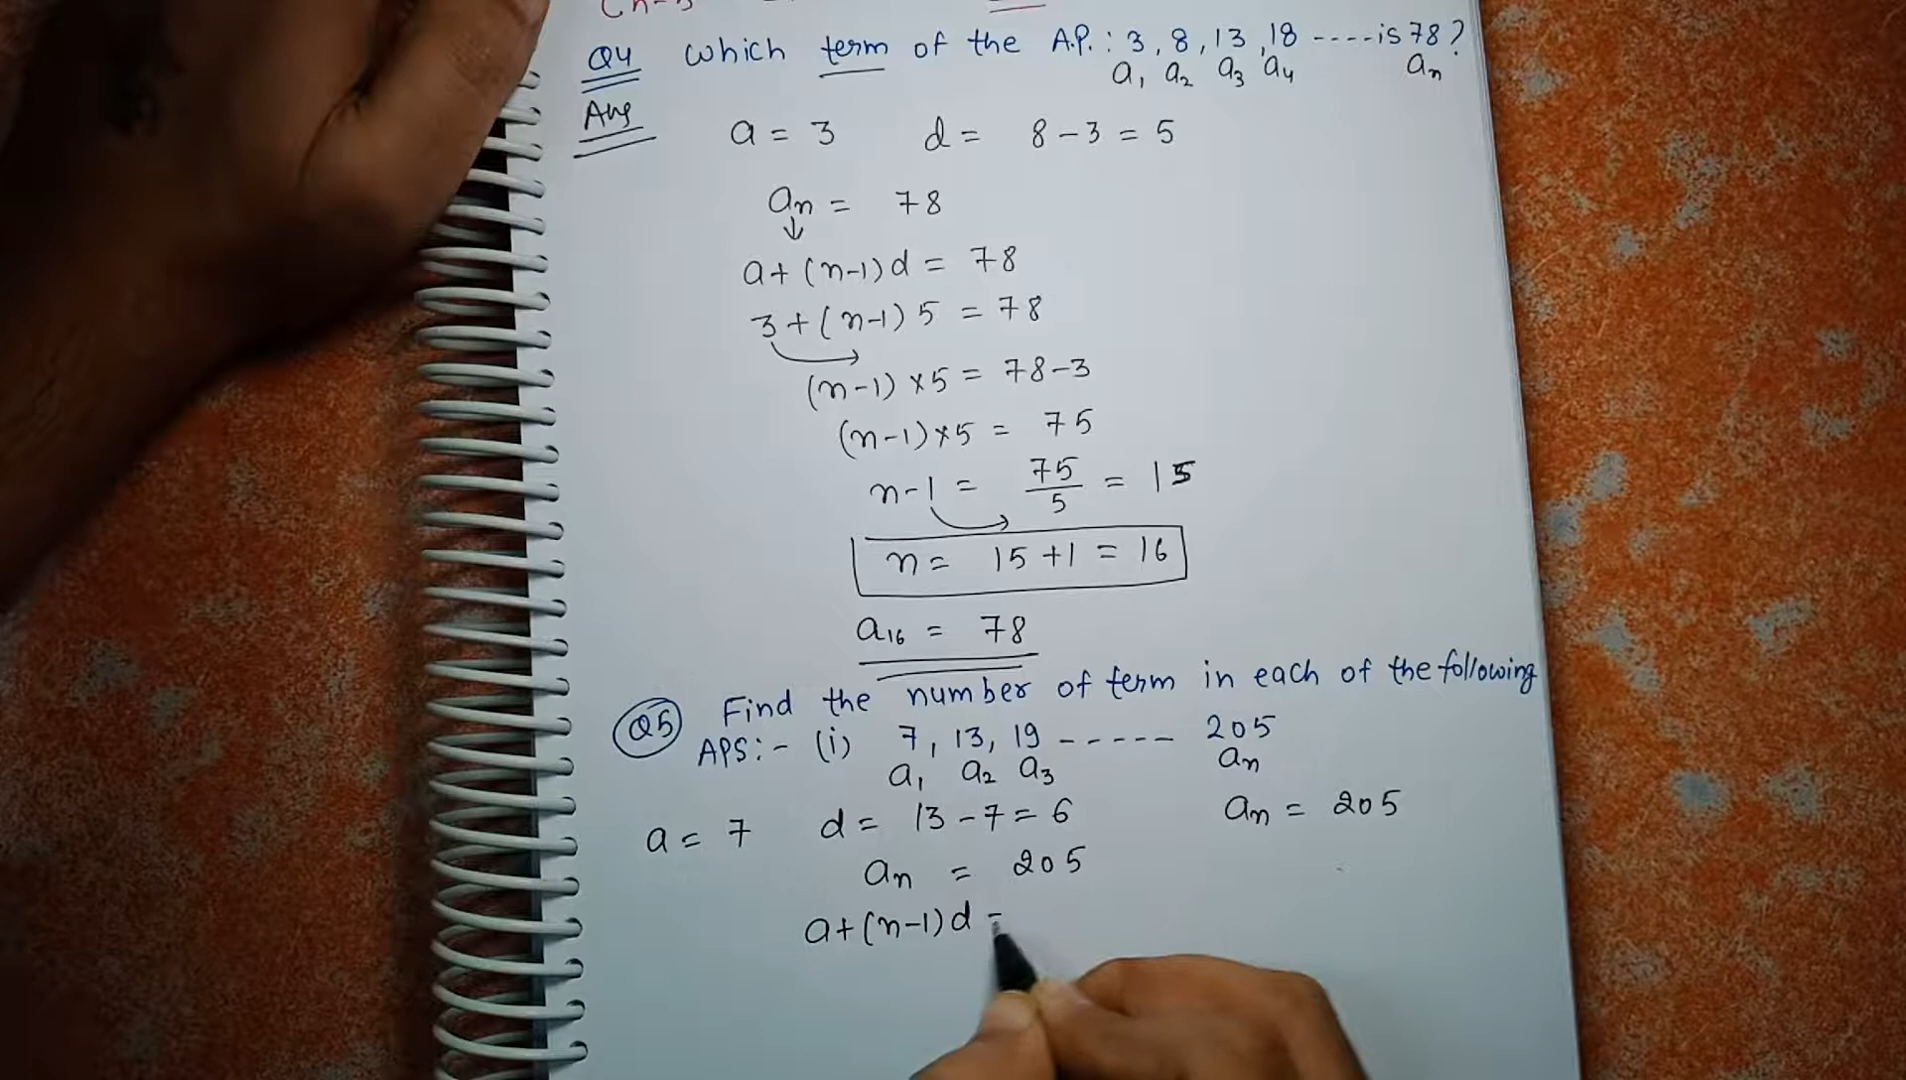 Q4 Which term of the A.P. : 3, 8, 13, 18 ---- is 78?
a1 a2 a3 a4 an
Ans
a = 3 d = 8 - 3 = 5
an = 78
↓
a + (n-1) d = 78
3 + (n-1) 5 = 78
(n-1) ×5 = 78-3
(n-1)×5 = 75
n-1 = 75/5 = 15
n = 15 + 1 = 16
a16 = 78
Q5 Find the number of term in each of the following
APS:- (i) 7, 13, 19 ------ 205
a1 a2 a3 an
a = 7 d = 13 - 7 = 6 an = 205
an = 205
a+(n-1)d =